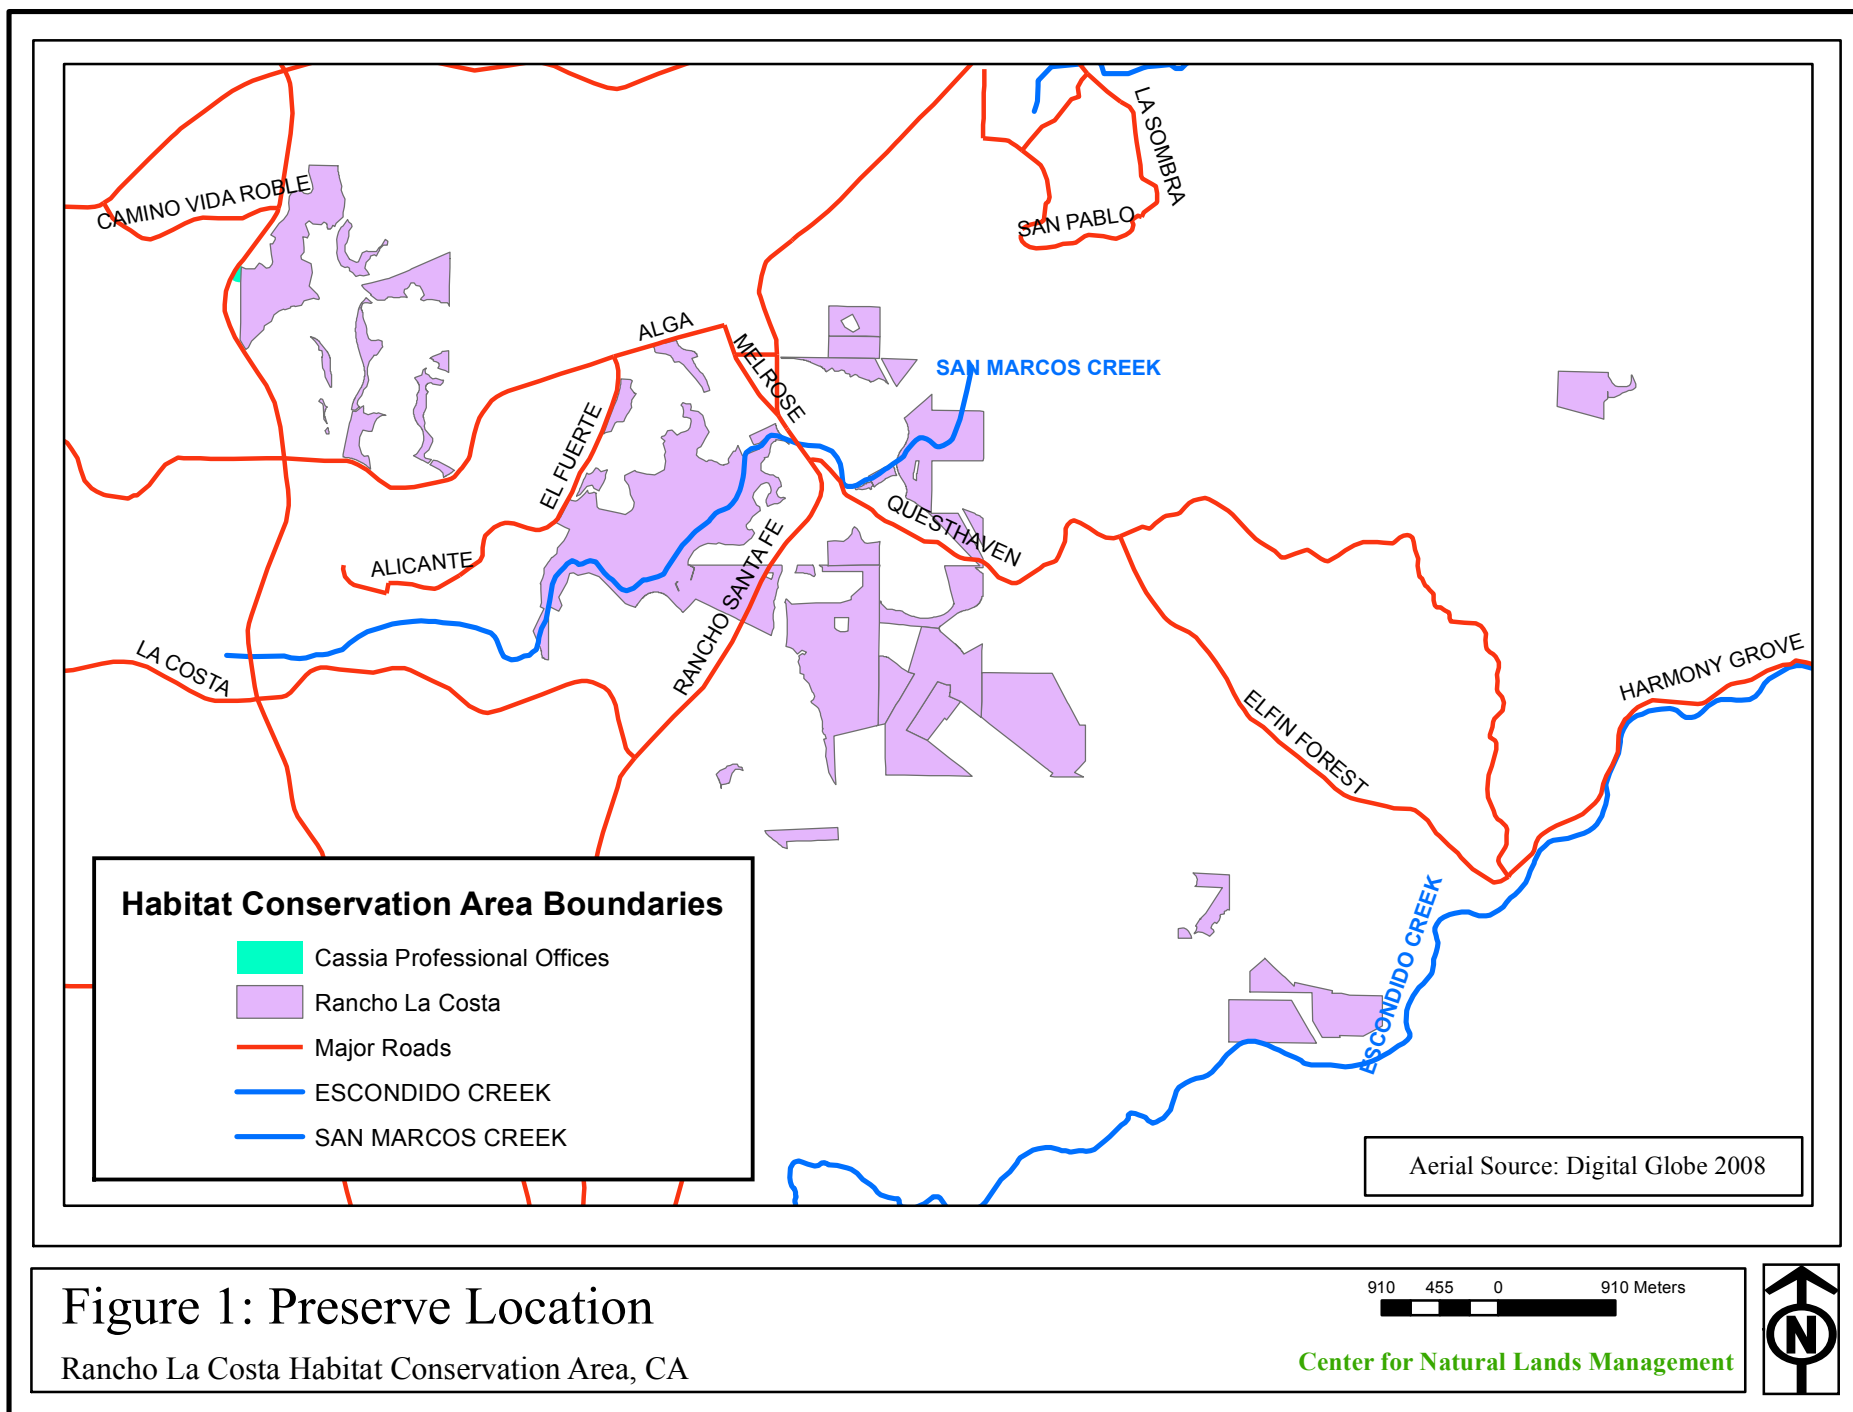 LA SOMBRA
CAMINO VIDA ROBLE
SAN PABLO
ALGA
MELROSE
SAN MARCOS CREEK
EL FUERTE
QUESTHAVEN
ALICANTE
RANCHO SANTA FE
LA COSTA
HARMONY GROVE
ELFIN FOREST
ESCONDIDO CREEK
Habitat Conservation Area Boundaries
Cassia Professional Offices
Rancho La Costa
Major Roads
ESCONDIDO CREEK
SAN MARCOS CREEK
Aerial Source: Digital Globe 2008
Figure 1: Preserve Location
Rancho La Costa Habitat Conservation Area, CA
910 455 0 910 Meters
Center for Natural Lands Management
N